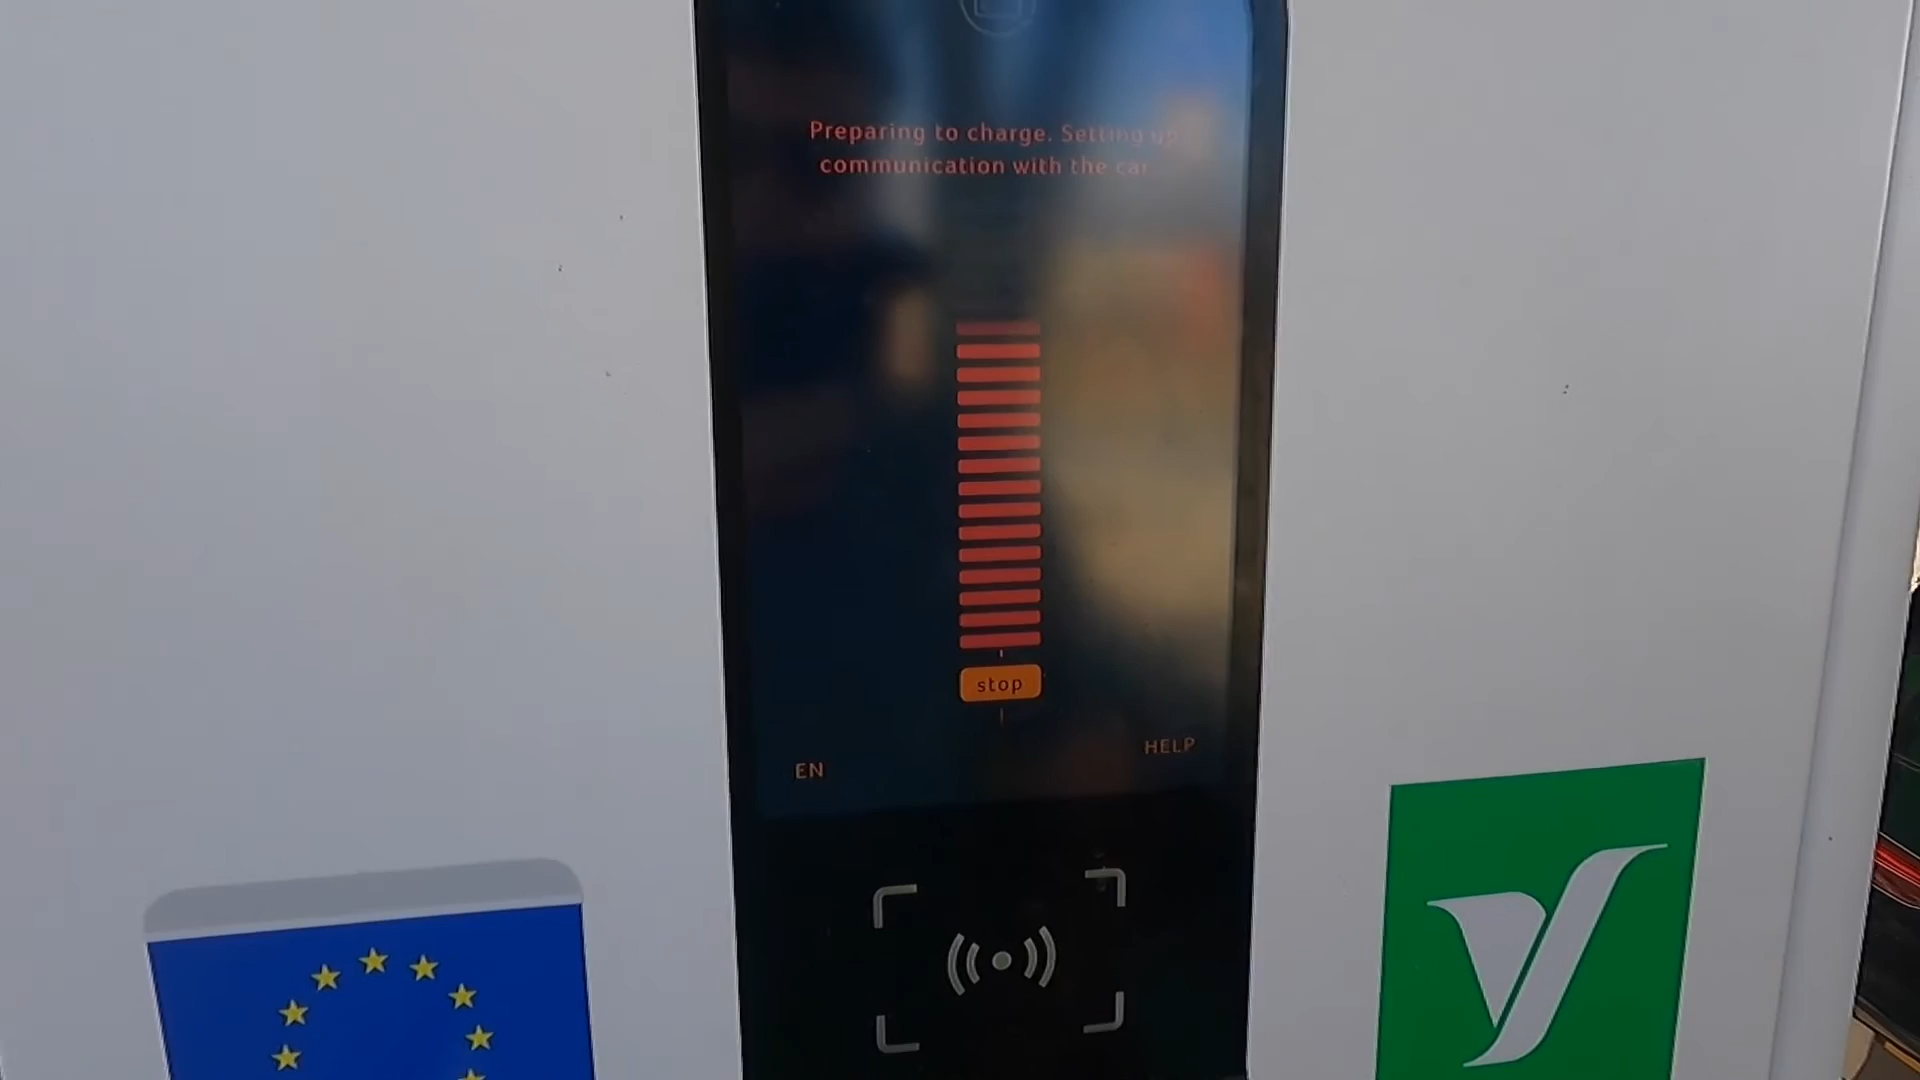 Preparing to charge. Setting up
communication with the car.
stop
HELP
EN